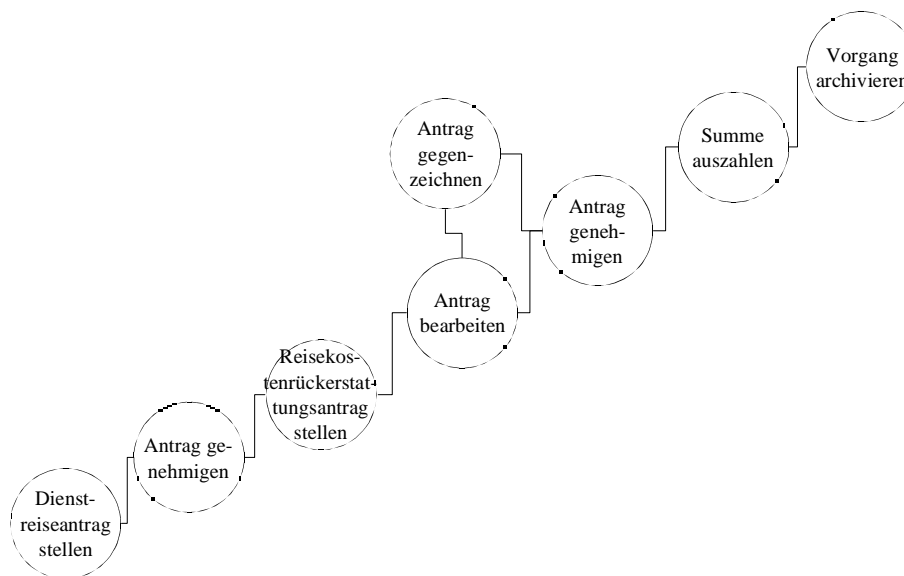 Vorgang
archivieren
Summe
auszahlen
Antrag
gegen-
zeichnen
Antrag
geneh-
migen
Antrag
bearbeiten
Reisekos-
tenrückerstat-
tungsantrag
stellen
Antrag ge-
nehmigen
Dienst-
reiseantrag
stellen